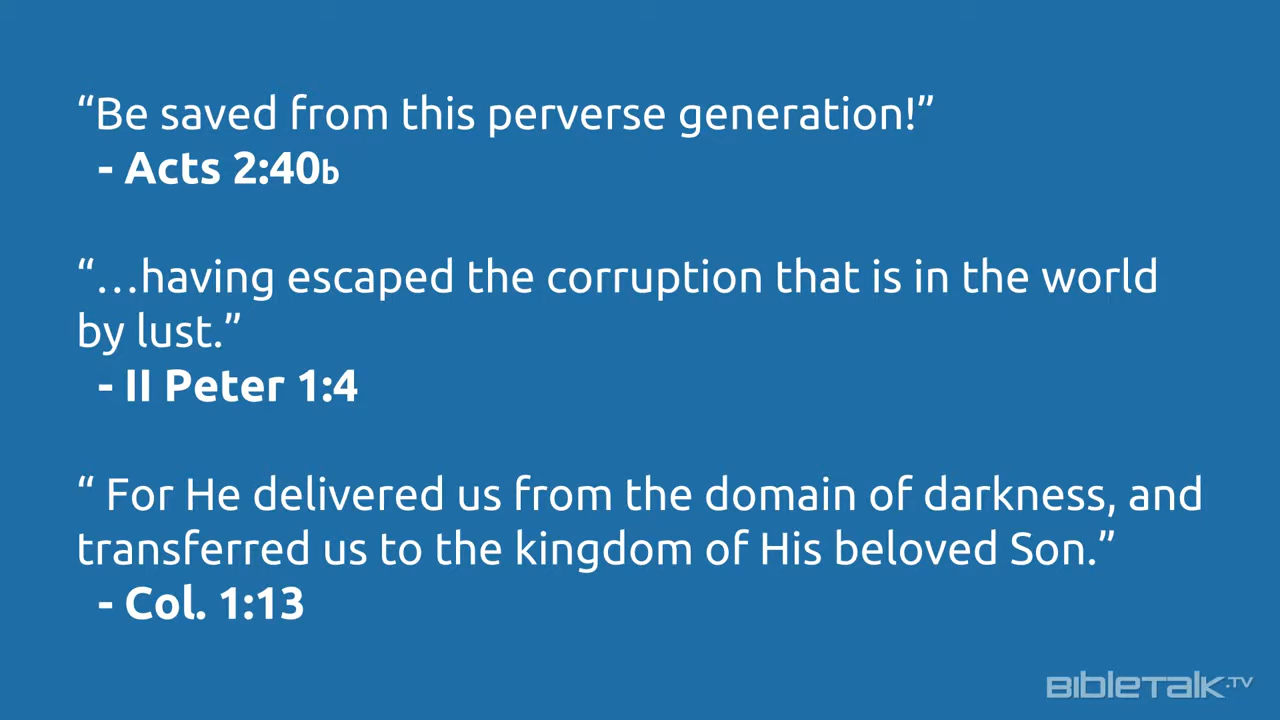 “Be saved from this perverse generation!”
- Acts 2:40b
“…having escaped the corruption that is in the world
by lust.”
- II Peter 1:4
“ For He delivered us from the domain of darkness, and
transferred us to the kingdom of His beloved Son.”
- Col. 1:13
BIBLETALK.TV